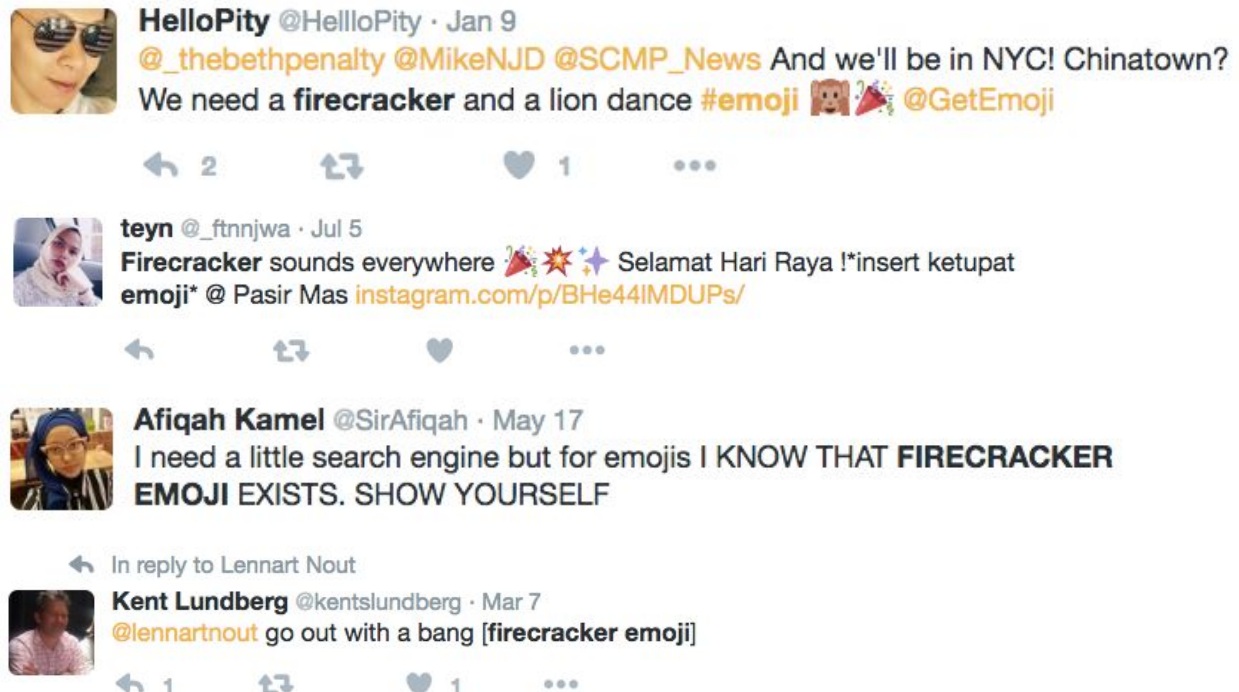 HelloPity @HellloPity · Jan 9
@_thebethpenalty @MikeNJD @SCMP_News And we'll be in NYC! Chinatown?
We need a firecracker and a lion dance #emoji 🙊🎉 @GetEmoji
2 1
teyn @_ftnnjwa · Jul 5
Firecracker sounds everywhere 🎉💥✨ Selamat Hari Raya !*insert ketupat
emoji* @ Pasir Mas instagram.com/p/BHe44lMDUPs/
Afiqah Kamel @SirAfiqah · May 17
I need a little search engine but for emojis I KNOW THAT FIRECRACKER
EMOJI EXISTS. SHOW YOURSELF
In reply to Lennart Nout
Kent Lundberg @kentslundberg · Mar 7
@lennartnout go out with a bang [firecracker emoji]
1 1